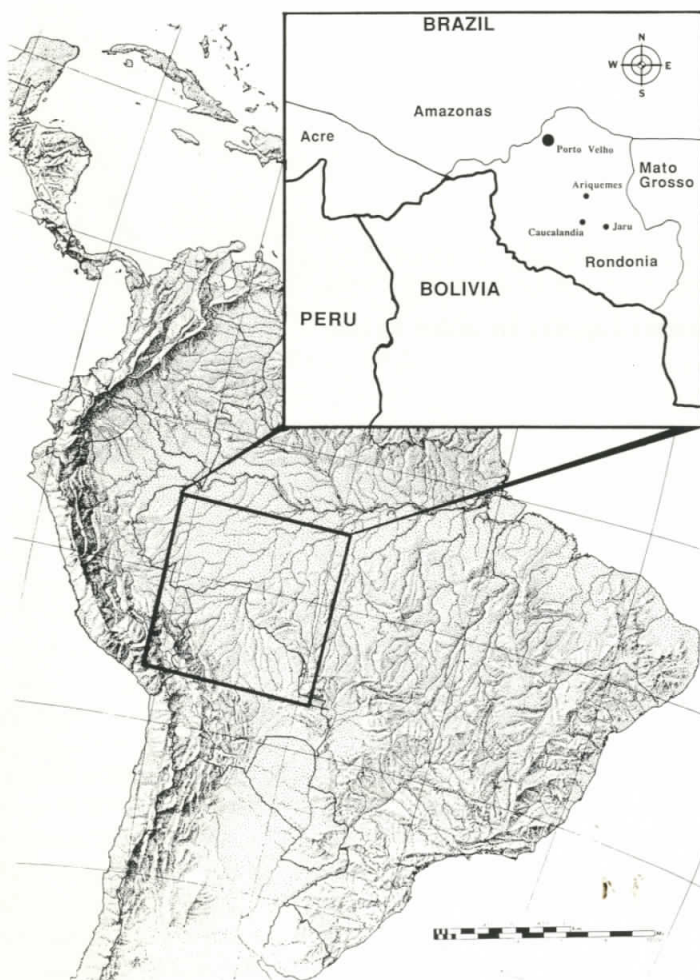 BRAZIL
N
W E
S
Amazonas
Acre
Porto Velho
Mato
Grosso
Ariquemes
Caucalandia
Jaru
Rondonia
BOLIVIA
PERU